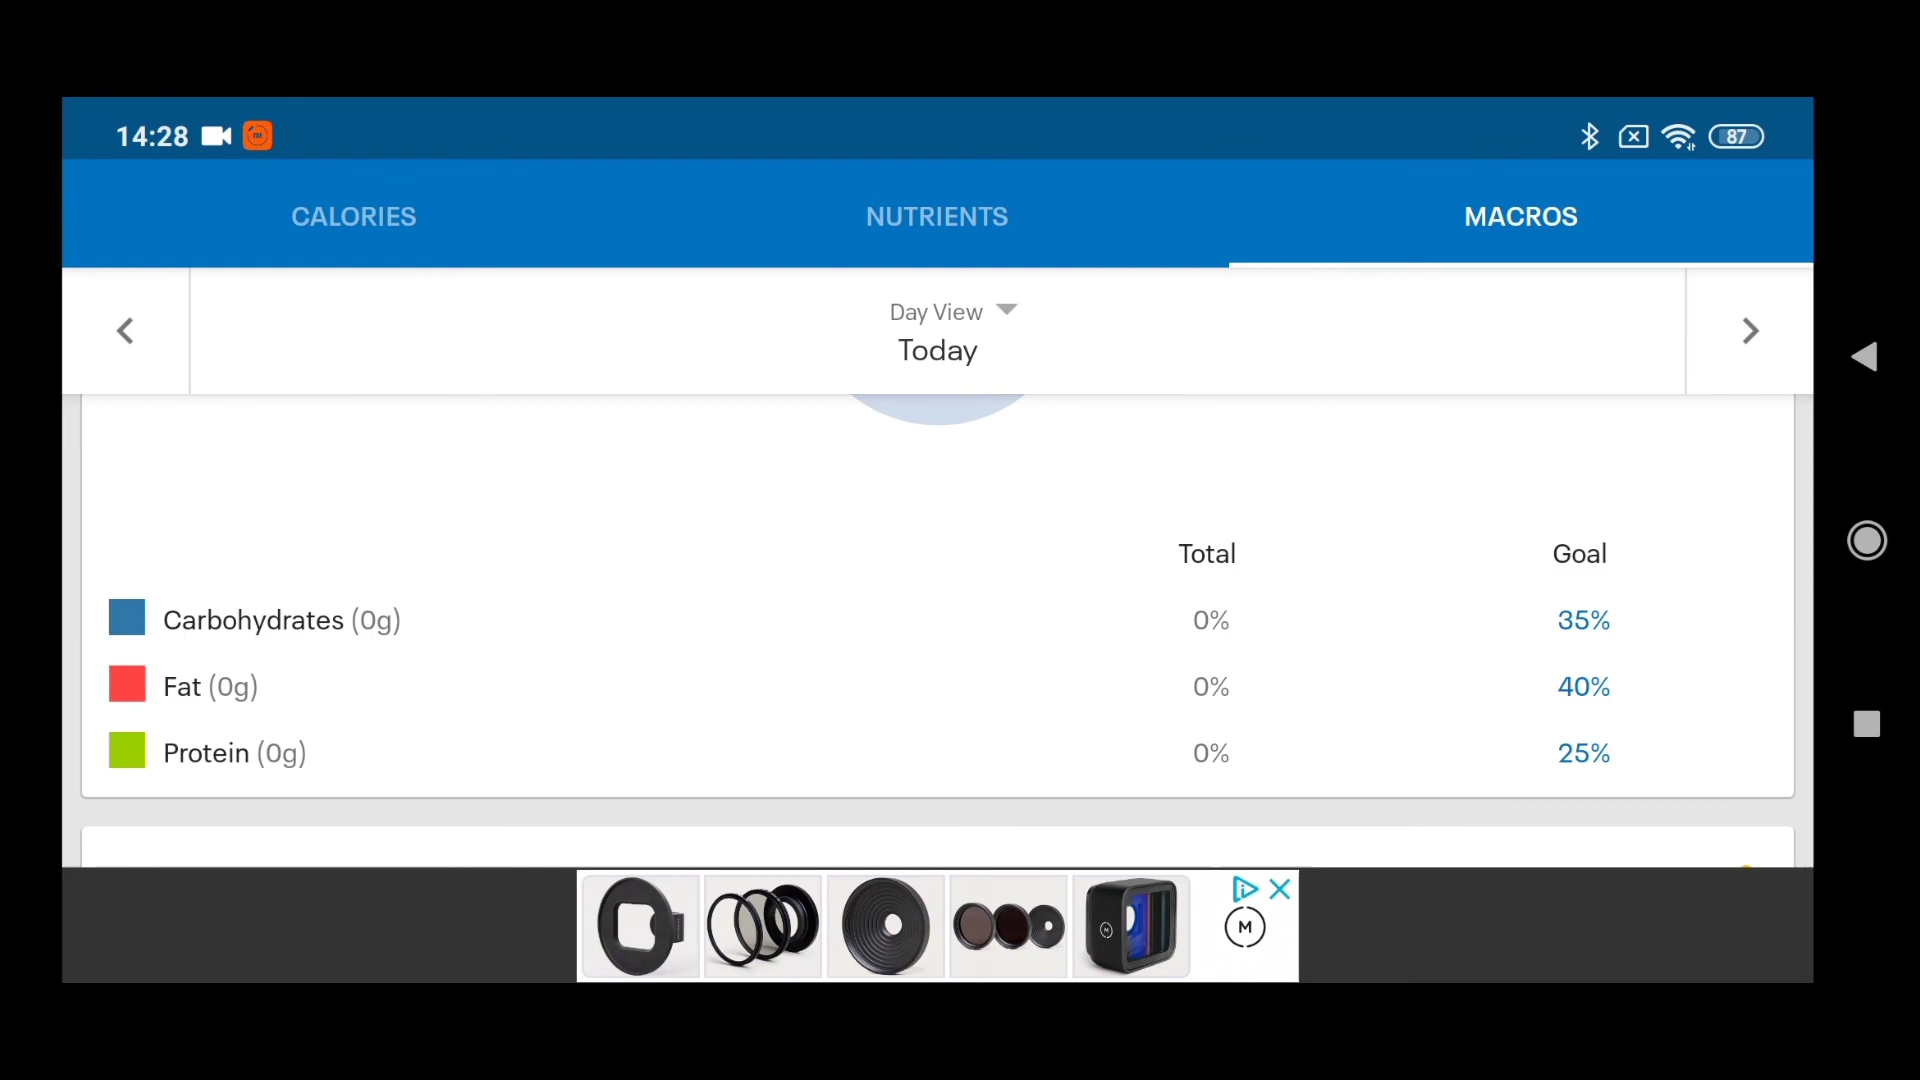 14:28
87
CALORIES
NUTRIENTS
MACROS
Day View
Today
Total
Goal
Carbohydrates (0g)
0%
35%
Fat (0g)
0%
40%
Protein (0g)
0%
25%
M